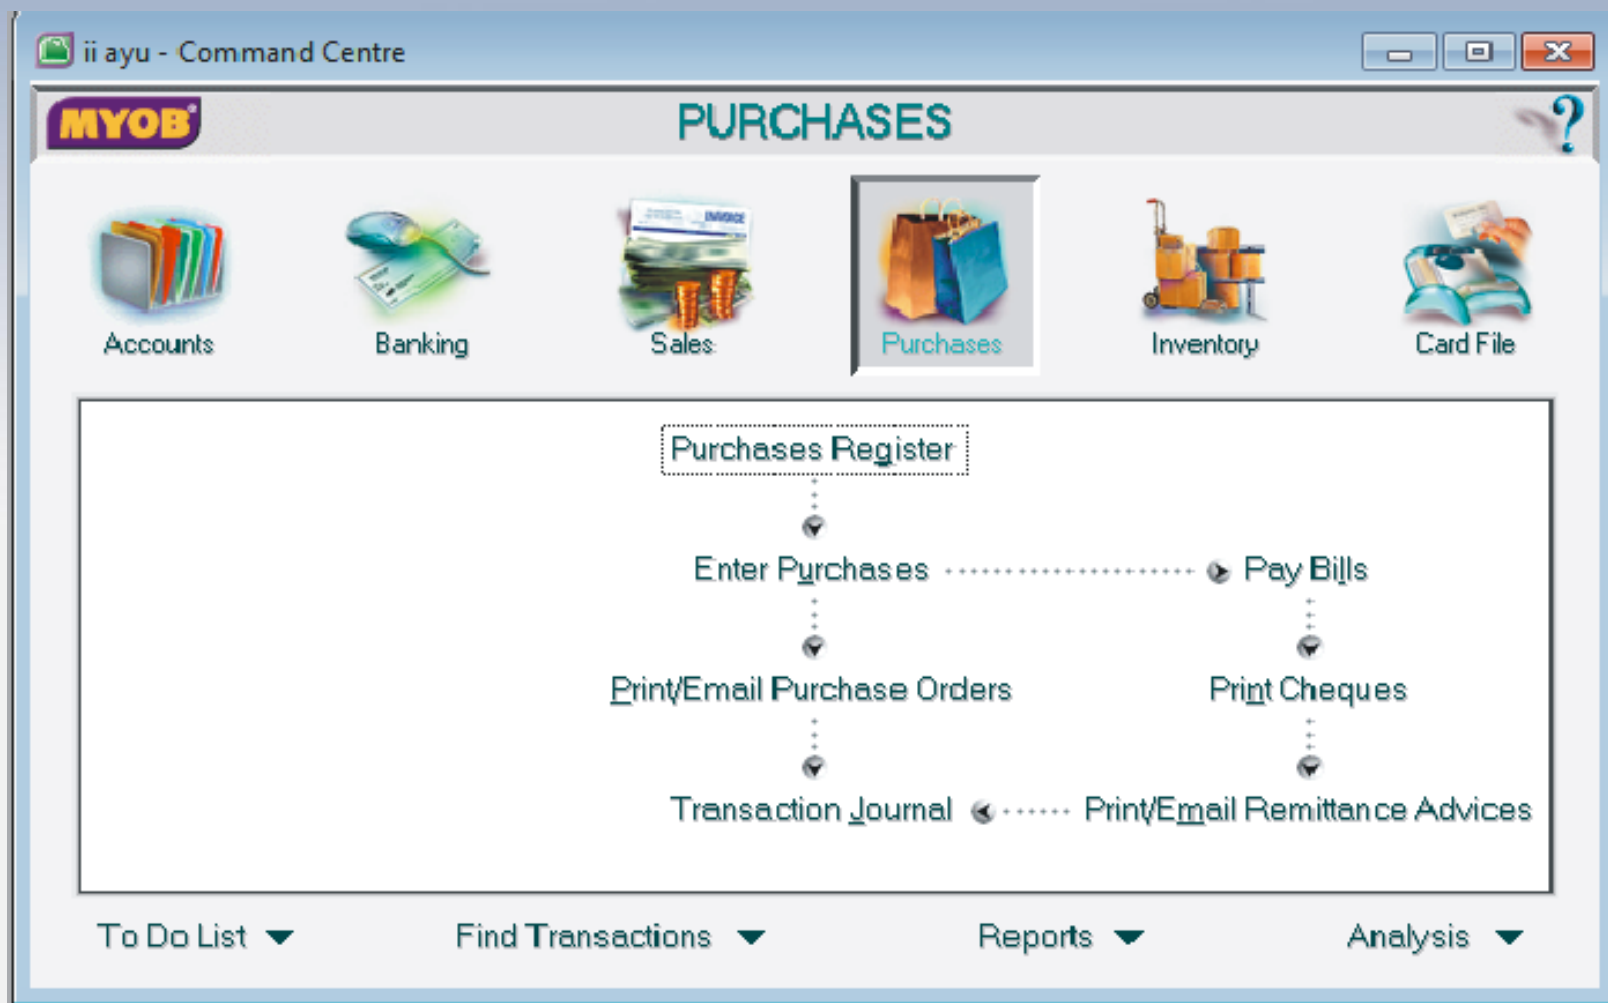 ii ayu - Command Centre
MYOB®
PURCHASES
?
INVOICE
Accounts
Banking
Sales
Purchases
Inventory
Card File
Purchases Register
Enter Purchases
Pay Bills
Print/Email Purchase Orders
Print Cheques
Transaction Journal
Print/Email Remittance Advices
To Do List
Find Transactions
Reports
Analysis